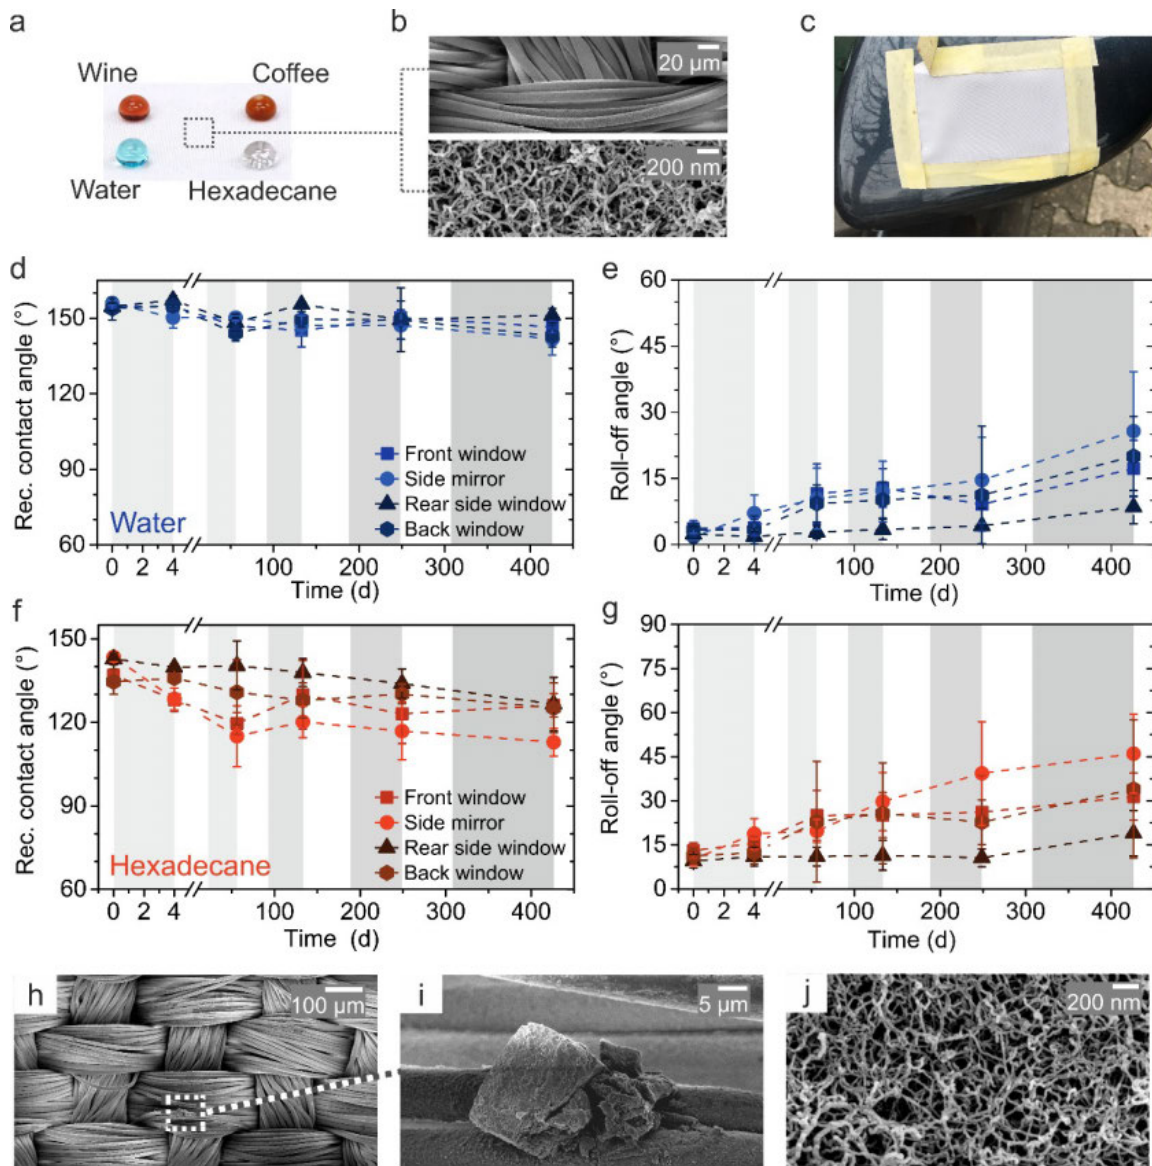 a
b
c
Wine
Coffee
Water
Hexadecane
20 µm
200 nm
d
e
Rec. contact angle (°)
150
120
90
60
Front window
Side mirror
Rear side window
Back window
Water
0 2 4 100 200 300 400
Time (d)
Roll-off angle (°)
60
45
30
15
0
0 2 4 100 200 300 400
Time (d)
f
g
Rec. contact angle (°)
150
120
90
60
Front window
Side mirror
Rear side window
Back window
Hexadecane
0 2 4 100 200 300 400
Time (d)
Roll-off angle (°)
90
75
60
45
30
15
0
0 2 4 100 200 300 400
Time (d)
h
100 µm
i
5 µm
j
200 nm